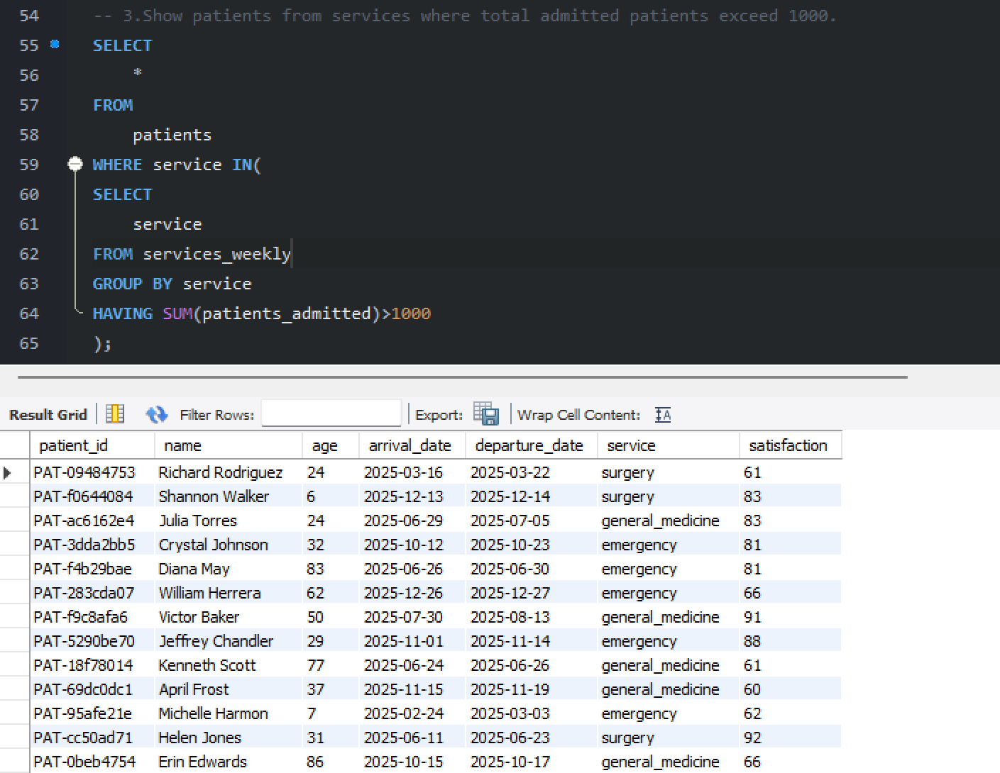 54 -- 3.Show patients from services where total admitted patients exceed 1000.
55 SELECT
56 *
57 FROM
58 patients
59 WHERE service IN(
60 SELECT
61 service
62 FROM services_weekly
63 GROUP BY service
64 HAVING SUM(patients_admitted)>1000
65 );
Result Grid Filter Rows: Export: Wrap Cell Content: IA
patient_id name age arrival_date departure_date service satisfaction
PAT-09484753 Richard Rodriguez 24 2025-03-16 2025-03-22 surgery 61
PAT-f0644084 Shannon Walker 6 2025-12-13 2025-12-14 surgery 83
PAT-ac6162e4 Julia Torres 24 2025-06-29 2025-07-05 general_medicine 83
PAT-3dda2bb5 Crystal Johnson 32 2025-10-12 2025-10-23 emergency 81
PAT-f4b29bae Diana May 83 2025-06-26 2025-06-30 emergency 81
PAT-283cda07 William Herrera 62 2025-12-26 2025-12-27 emergency 66
PAT-f9c8afa6 Victor Baker 50 2025-07-30 2025-08-13 general_medicine 91
PAT-5290be70 Jeffrey Chandler 29 2025-11-01 2025-11-14 emergency 88
PAT-18f78014 Kenneth Scott 77 2025-06-24 2025-06-26 general_medicine 61
PAT-69dc0dc1 April Frost 37 2025-11-15 2025-11-19 general_medicine 60
PAT-95afe21e Michelle Harmon 7 2025-02-24 2025-03-03 emergency 62
PAT-cc50ad71 Helen Jones 31 2025-06-11 2025-06-23 surgery 92
PAT-0beb4754 Erin Edwards 86 2025-10-15 2025-10-17 general_medicine 66